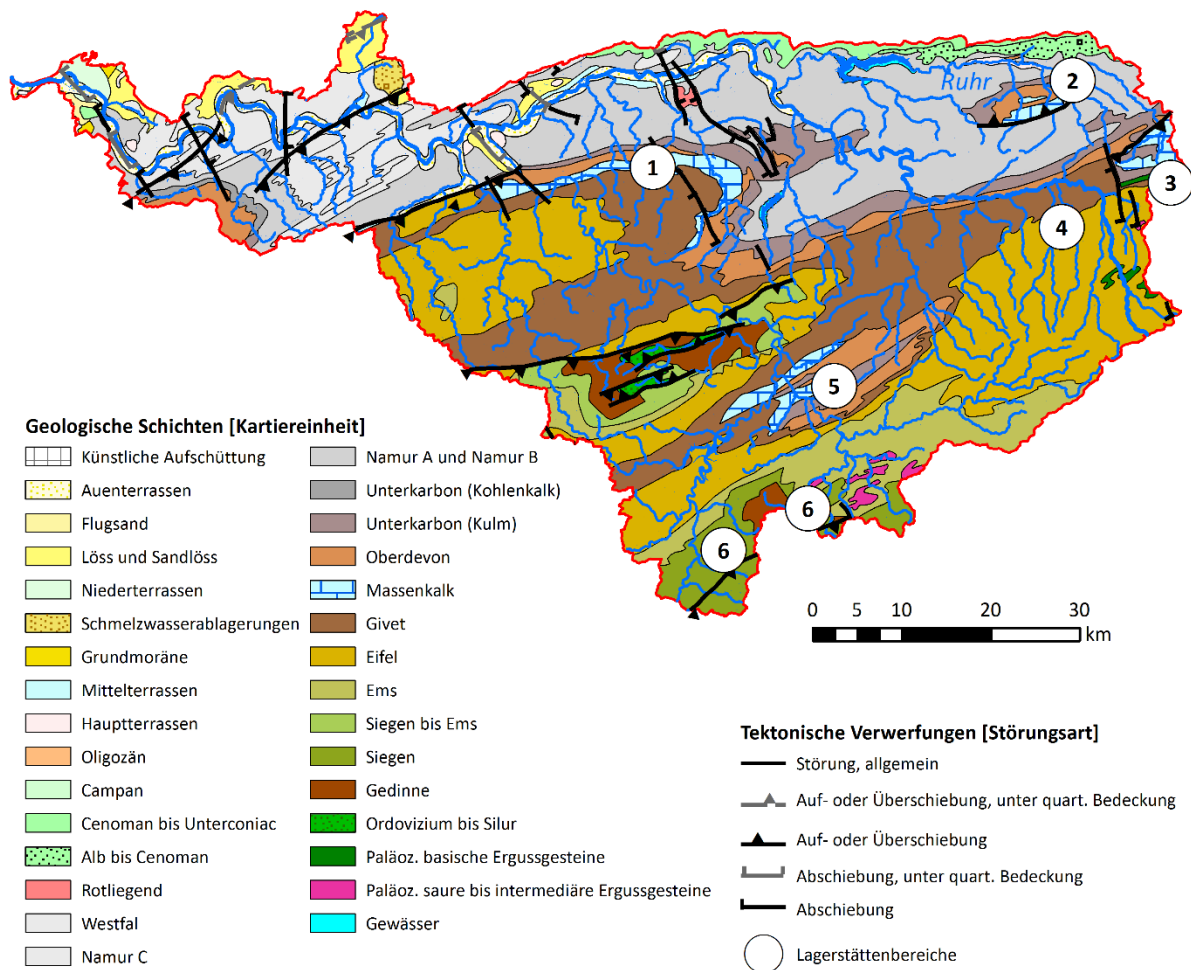 Ruhr
2
1
3
4
5
6
6
Geologische Schichten [Kartiereinheit]
Künstliche Aufschüttung
Auenterrassen
Flugsand
Löss und Sandlöss
Niederterrassen
Schmelzwasserablagerungen
Grundmoräne
Mittelterrassen
Hauptterrassen
Oligozän
Campan
Cenoman bis Unterconiac
Alb bis Cenoman
Rotliegend
Westfal
Namur C
Namur A und Namur B
Unterkarbon (Kohlenkalk)
Unterkarbon (Kulm)
Oberdevon
Massenkalk
Givet
Eifel
Ems
Siegen bis Ems
Siegen
Gedinne
Ordovizium bis Silur
Paläoz. basische Ergussgesteine
Paläoz. saure bis intermediäre Ergussgesteine
Gewässer
0 5 10 20 30
km
Tektonische Verwerfungen [Störungsart]
Störung, allgemein
Auf- oder Überschiebung, unter quart. Bedeckung
Auf- oder Überschiebung
Abschiebung, unter quart. Bedeckung
Abschiebung
Lagerstättenbereiche